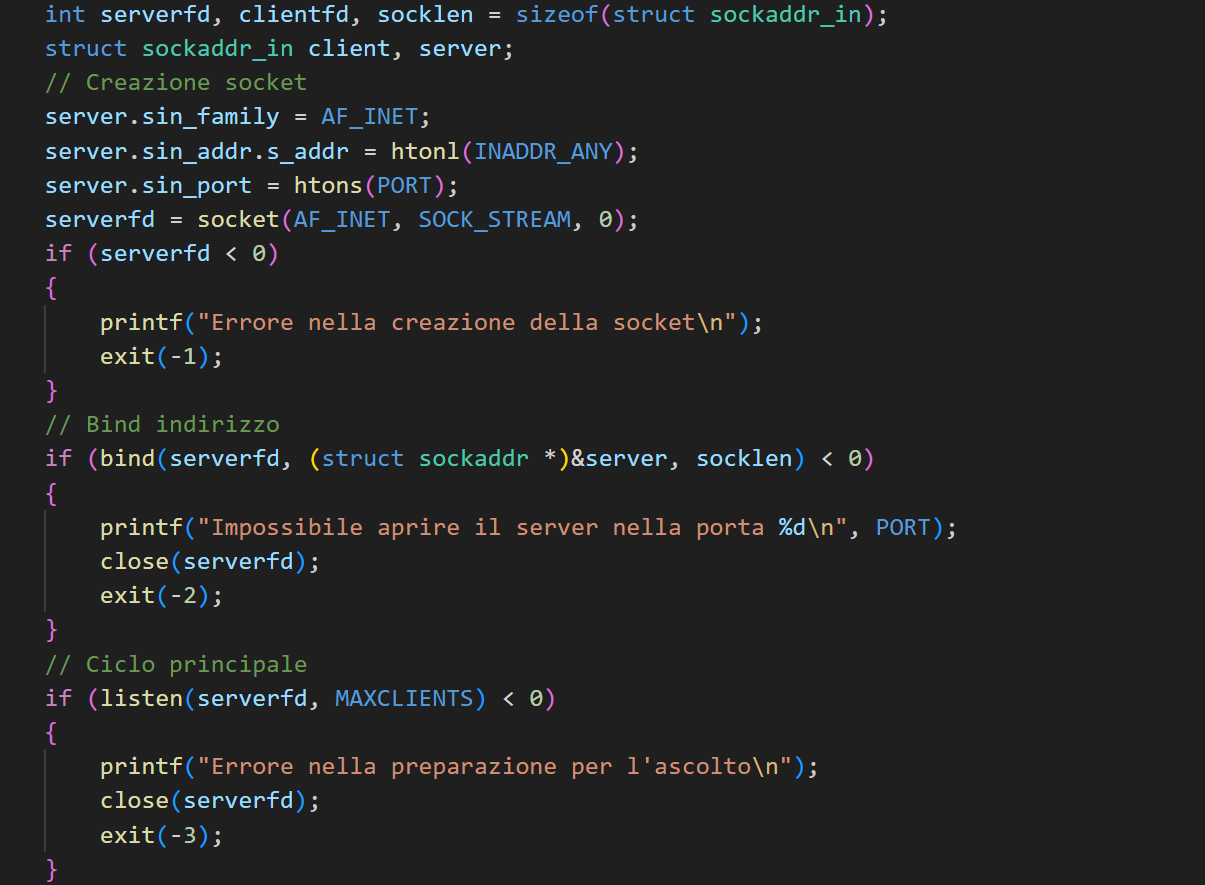 int serverfd, clientfd, socklen = sizeof(struct sockaddr_in);
struct sockaddr_in client, server;
// Creazione socket
server.sin_family = AF_INET;
server.sin_addr.s_addr = htonl(INADDR_ANY);
server.sin_port = htons(PORT);
serverfd = socket(AF_INET, SOCK_STREAM, 0);
if (serverfd < 0)
{
    printf("Errore nella creazione della socket\n");
    exit(-1);
}
// Bind indirizzo
if (bind(serverfd, (struct sockaddr *)&server, socklen) < 0)
{
    printf("Impossibile aprire il server nella porta %d\n", PORT);
    close(serverfd);
    exit(-2);
}
// Ciclo principale
if (listen(serverfd, MAXCLIENTS) < 0)
{
    printf("Errore nella preparazione per l'ascolto\n");
    close(serverfd);
    exit(-3);
}